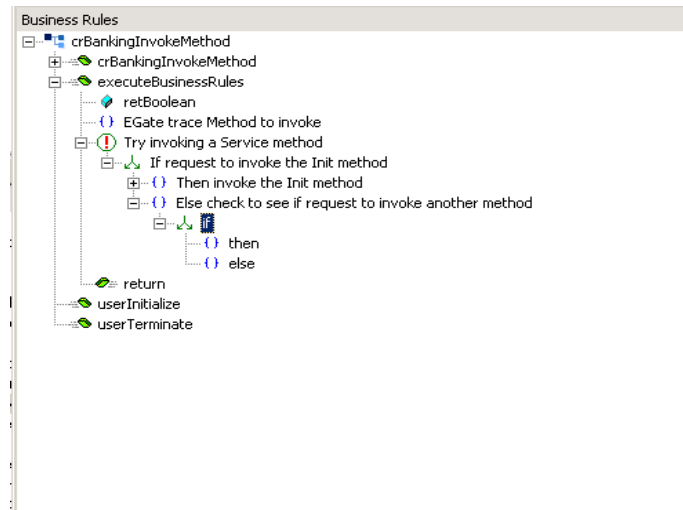 Business Rules
crBankingInvokeMethod
crBankingInvokeMethod
executeBusinessRules
retBoolean
{} EGate trace Method to invoke
Try invoking a Service method
If request to invoke the Init method
{} Then invoke the Init method
{} Else check to see if request to invoke another method
if
{} then
{} else
return
userInitialize
userTerminate